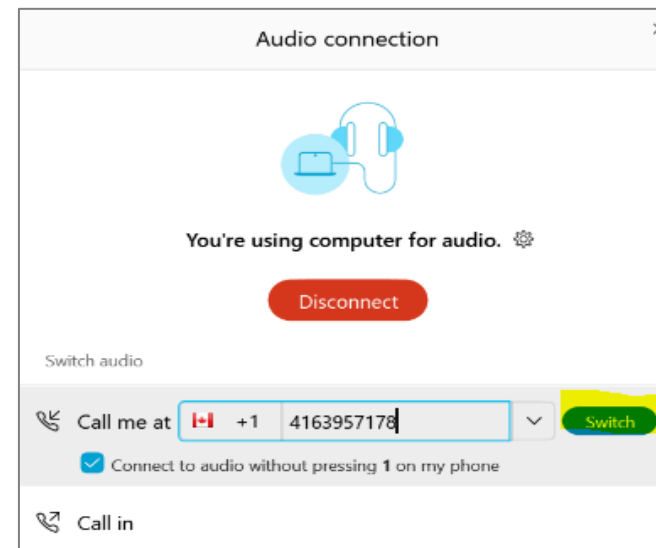 Audio connection
You're using computer for audio.
Disconnect
Switch audio
Call me at +1 4163957178 Switch
Connect to audio without pressing 1 on my phone
Call in